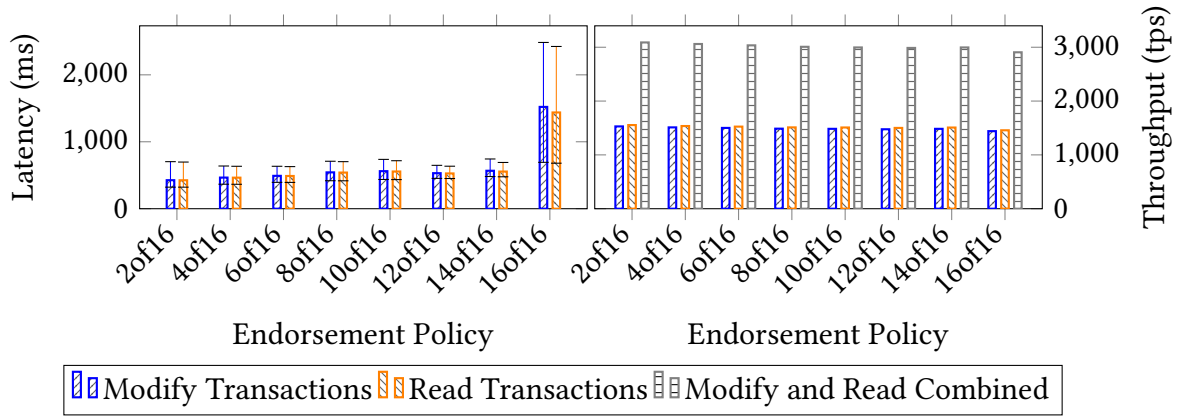 Latency (ms)
2,000
1,000
0
2of16
4of16
6of16
8of16
10of16
12of16
14of16
16of16
Endorsement Policy
3,000
2,000
1,000
0
Throughput (tps)
2of16
4of16
6of16
8of16
10of16
12of16
14of16
16of16
Endorsement Policy
Modify Transactions Read Transactions Modify and Read Combined